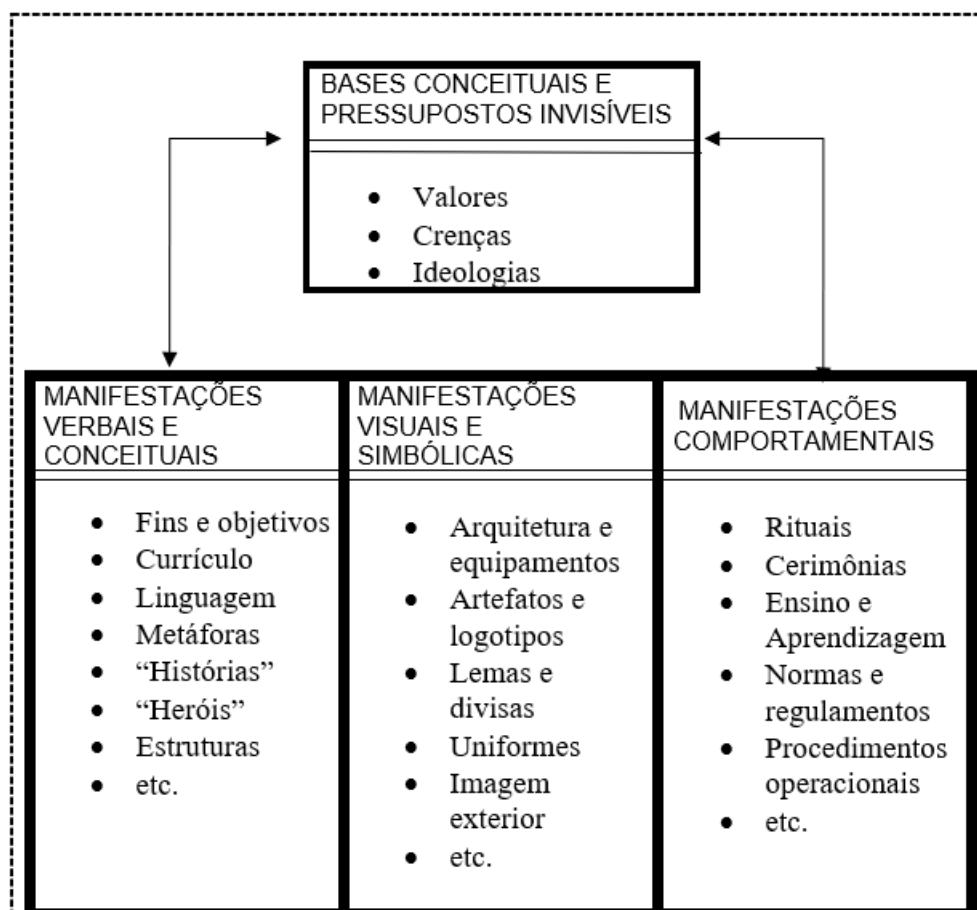 BASES CONCEITUAIS E
PRESSUPOSTOS INVISÍVEIS
• Valores
• Crenças
• Ideologias
MANIFESTAÇÕES
VERBAIS E
CONCEITUAIS
• Fins e objetivos
• Currículo
• Linguagem
• Metáforas
• “Histórias”
• “Heróis”
• Estruturas
• etc.
MANIFESTAÇÕES
VISUAIS E
SIMBÓLICAS
• Arquitetura e
equipamentos
• Artefatos e
logotipos
• Lemas e
divisas
• Uniformes
• Imagem
exterior
• etc.
MANIFESTAÇÕES
COMPORTAMENTAIS
• Rituais
• Cerimônias
• Ensino e
Aprendizagem
• Normas e
regulamentos
• Procedimentos
operacionais
• etc.